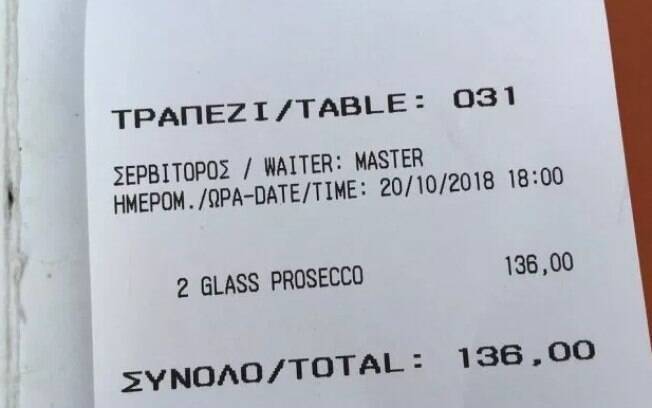 ΤΡΑΠΕΖΙ/TABLE: 031
ΣΕΡΒΙΤΟΡΟΣ / WAITER: MASTER
ΗΜΕΡΟΜ./ΩΡΑ-DATE/TIME: 20/10/2018 18:00
2 GLASS PROSECCO 136,00
ΣΥΝΟΛΟ/TOTAL: 136,00